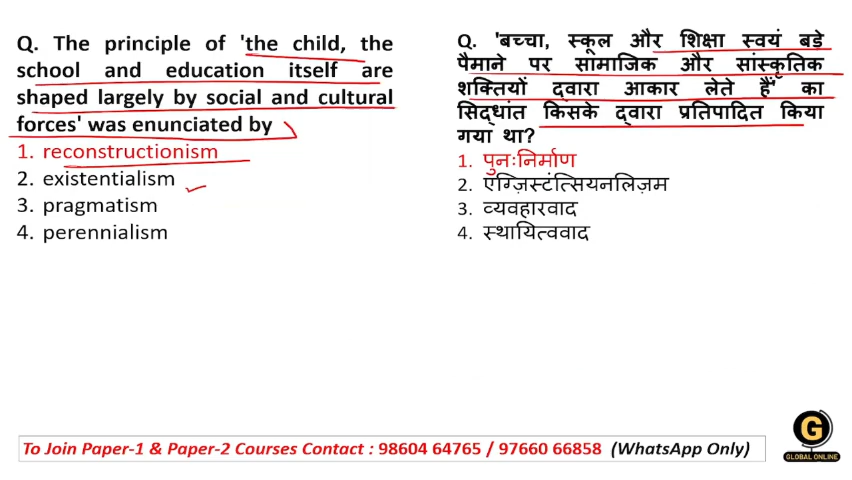 Q. The principle of 'the child, the
school and education itself are
shaped largely by social and cultural
forces' was enunciated by
1. reconstructionism
2. existentialism
3. pragmatism
4. perennialism
Q. 'बच्चा, स्कूल और शिक्षा स्वयं बड़े
पैमाने पर सामाजिक और सांस्कृतिक
शक्तियों द्वारा आकार लेते हैं' का
सिद्धांत किसके द्वारा प्रतिपादित किया
गया था?
1. पुनःनिर्माण
2. एग्ज़िस्टंत्सियनलिज़म
3. व्यवहारवाद
4. स्थायित्ववाद
To Join Paper-1 & Paper-2 Courses Contact : 98604 64765 / 97660 66858 (WhatsApp Only)
G
GLOBAL ONLINE